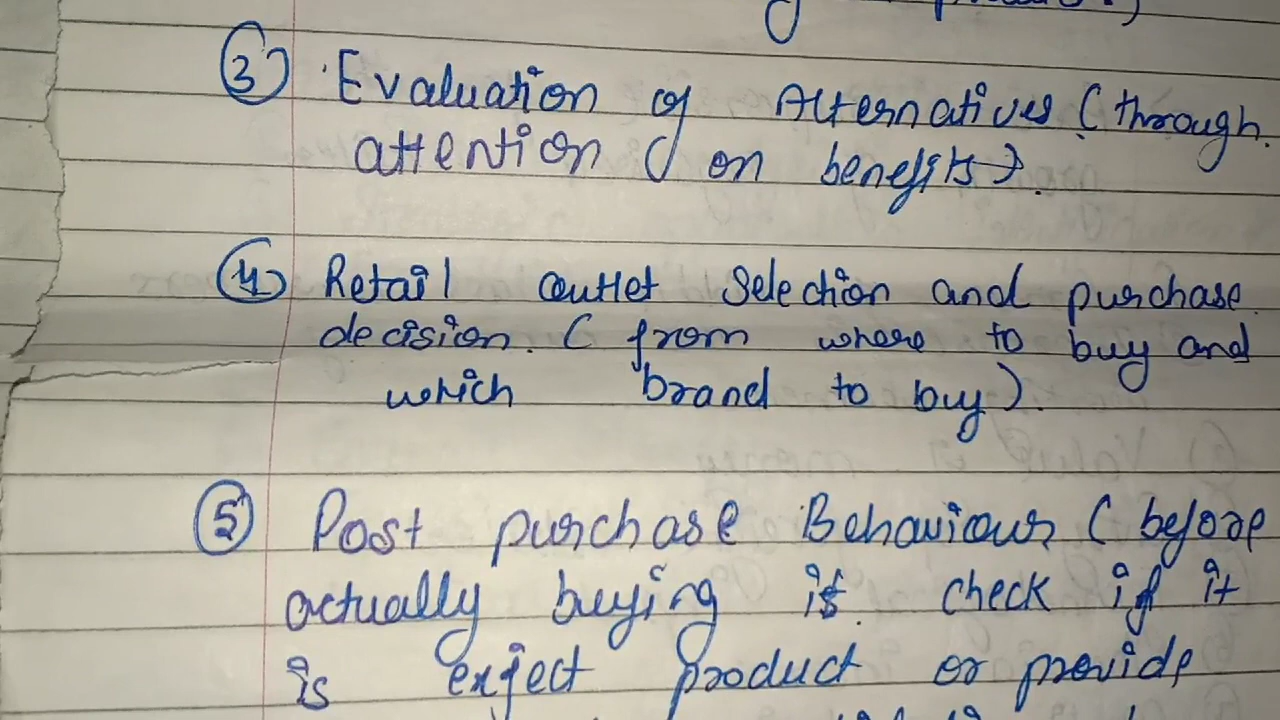 ③ Evaluation of Alternatives (through
attention on benefits).
④ Retail outlet Selection and purchase
decision. (from where to buy and
which brand to buy).
⑤ Post purchase Behaviour (before
actually buying is check if it
is exject product or provide